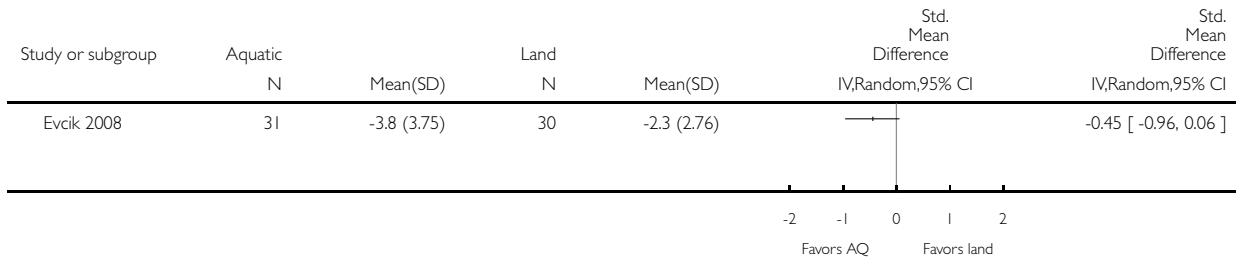 Std. Std.
Mean Mean
Study or subgroup Aquatic Land Difference Difference
N Mean(SD) N Mean(SD) IV,Random,95% CI IV,Random,95% CI
Evcik 2008 31 -3.8 (3.75) 30 -2.3 (2.76) -0.45 [ -0.96, 0.06 ]
-2 -1 0 1 2
Favors AQ Favors land